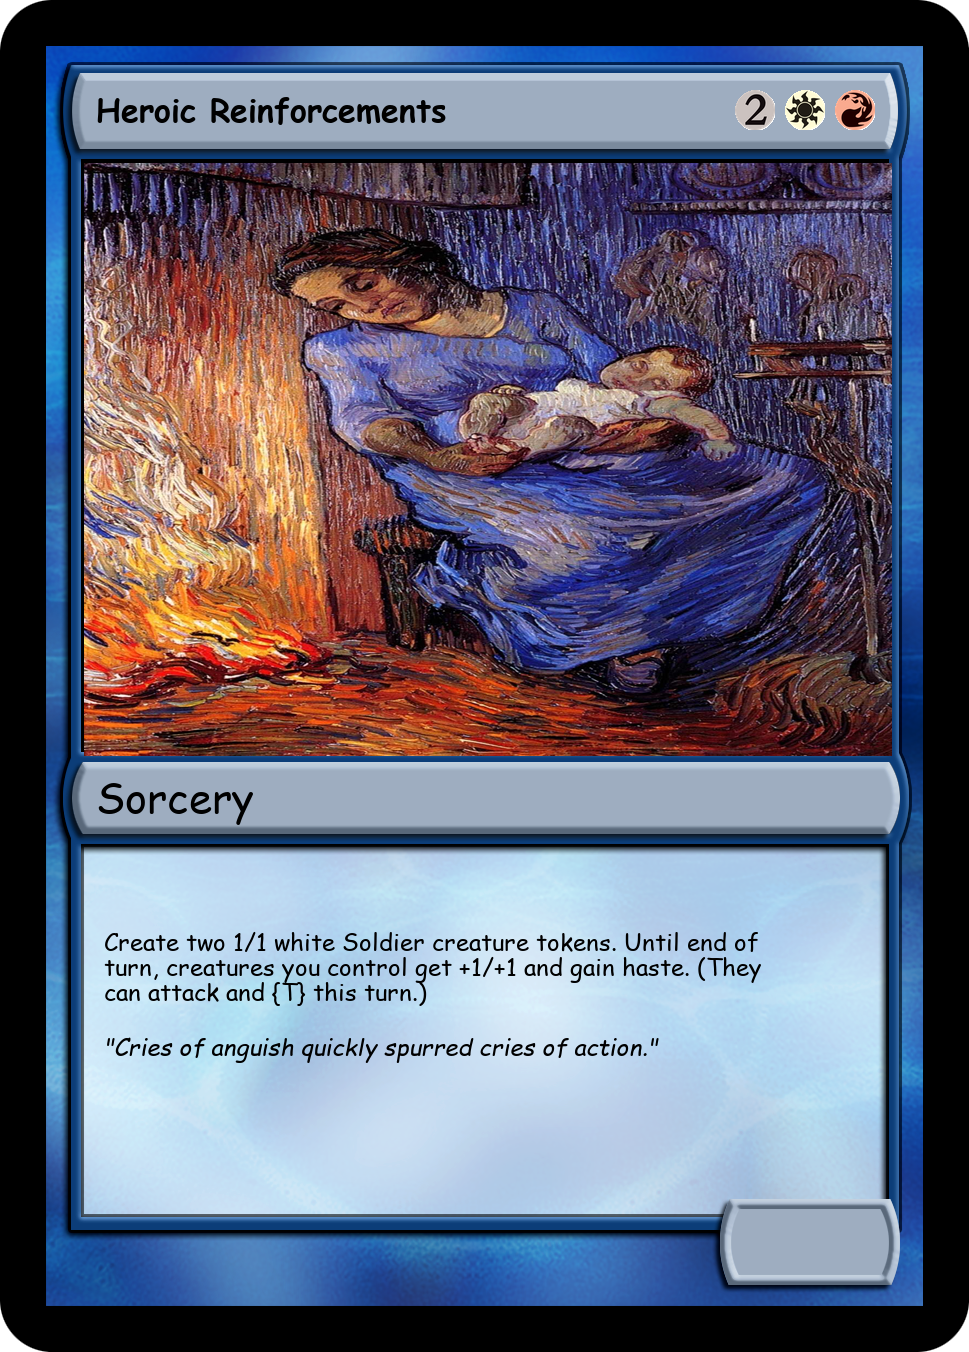 Heroic Reinforcements 2
Sorcery
Create two 1/1 white Soldier creature tokens. Until end of
turn, creatures you control get +1/+1 and gain haste. (They
can attack and {T} this turn.)
"Cries of anguish quickly spurred cries of action."